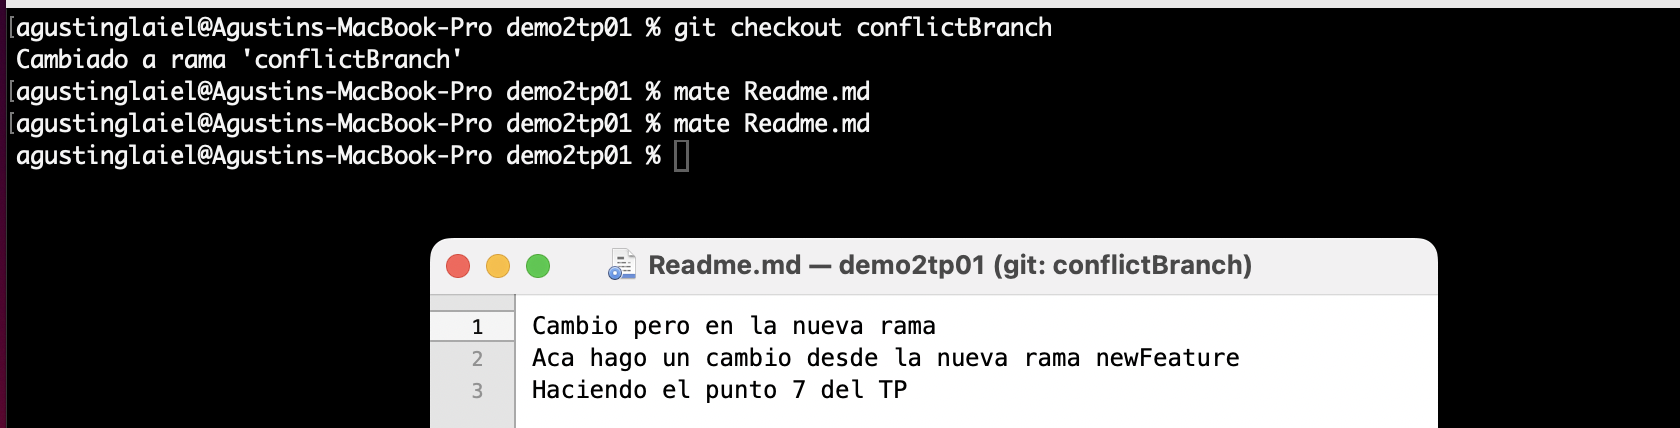 [agustinglaiel@Agustins-MacBook-Pro demo2tp01 % git checkout conflictBranch
Cambiado a rama 'conflictBranch'
[agustinglaiel@Agustins-MacBook-Pro demo2tp01 % mate Readme.md
[agustinglaiel@Agustins-MacBook-Pro demo2tp01 % mate Readme.md
agustinglaiel@Agustins-MacBook-Pro demo2tp01 %
Readme.md — demo2tp01 (git: conflictBranch)
1 Cambio pero en la nueva rama
2 Aca hago un cambio desde la nueva rama newFeature
3 Haciendo el punto 7 del TP